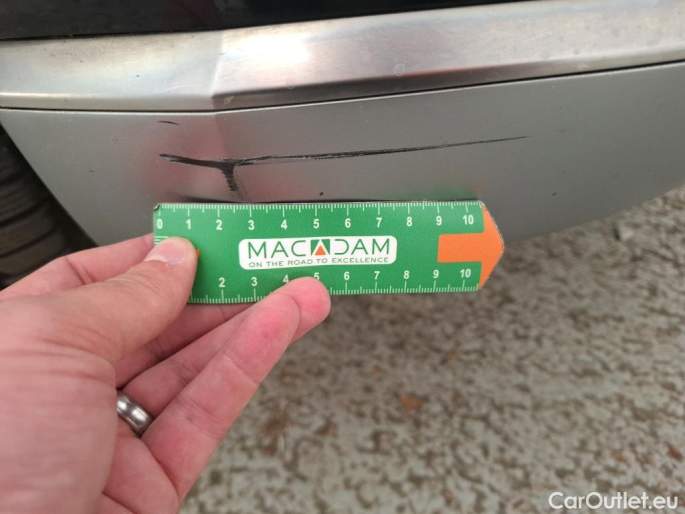 0 1 2 3 4 5 6 7 8 9 10
MACADAM
ON THE ROAD TO EXCELLENCE
2 3 4 5 6 7 8 9 10
CarOutlet.eu